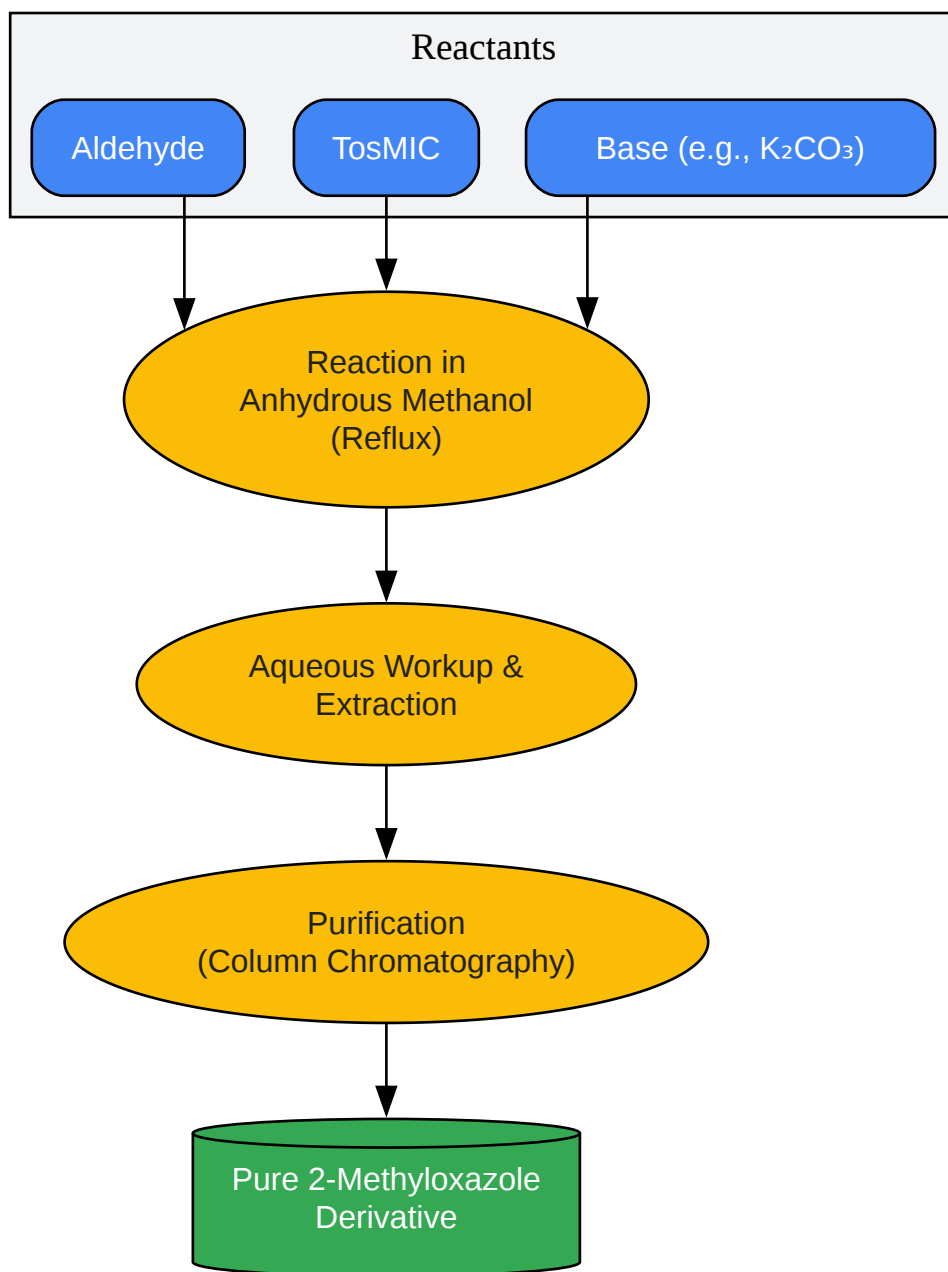 Reactants
Aldehyde
TosMIC
Base (e.g., K₂CO₃)
Reaction in
Anhydrous Methanol
(Reflux)
Aqueous Workup &
Extraction
Purification
(Column Chromatography)
Pure 2-Methyloxazole
Derivative